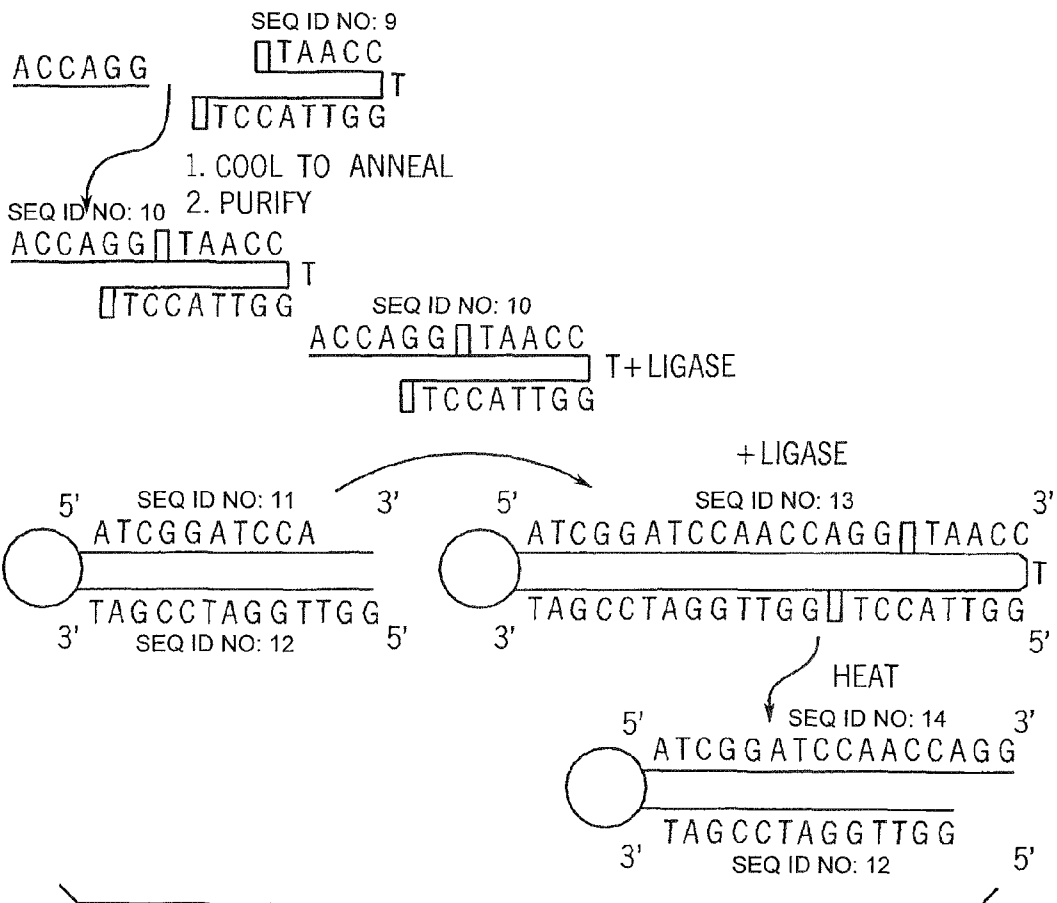 SEQ ID NO: 9
ACCAGG
TAACC
T
TCCATTGG
1. COOL TO ANNEAL
2. PURIFY
SEQ ID NO: 10
ACCAGG TAACC
T
TCCATTGG
SEQ ID NO: 10
ACCAGG TAACC
T+LIGASE
TCCATTGG
+LIGASE
5' SEQ ID NO: 11 3'
ATCGGATCCA
TAGCCTAGGTTGG
3' SEQ ID NO: 12 5'
5' SEQ ID NO: 13 3'
ATCGGATCCAACCAGG TAACC
T
TAGCCTAGGTTGG TCCATTGG
3' 5'
HEAT
5' SEQ ID NO: 14 3'
ATCGGATCCAACCAGG
TAGCCTAGGTTGG
3' SEQ ID NO: 12 5'